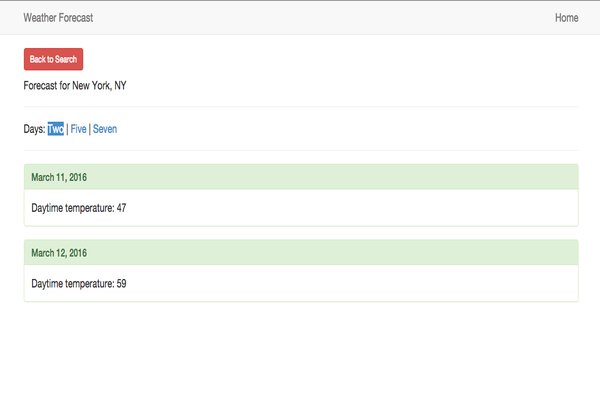 Weather Forecast Home
Back to Search
Forecast for New York, NY
Days: Two | Five | Seven
March 11, 2016
Daytime temperature: 47
March 12, 2016
Daytime temperature: 59